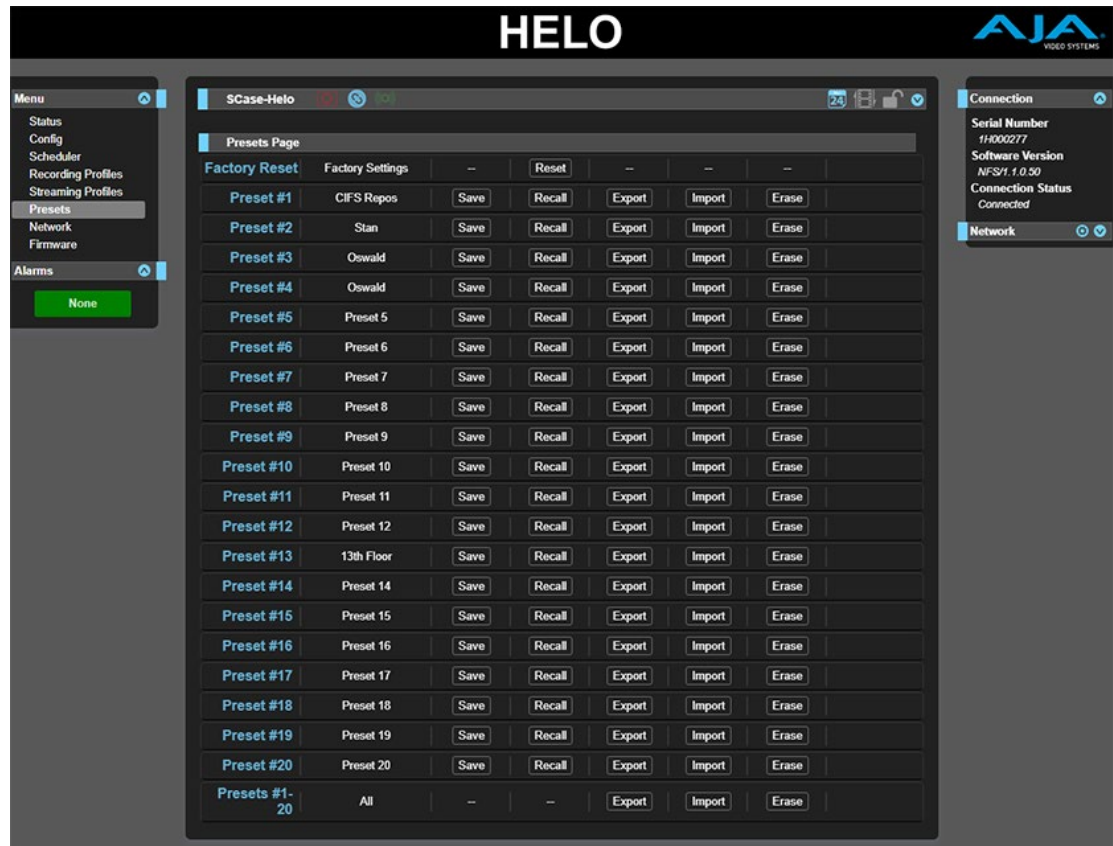 HELO
AJA
VIDEO SYSTEMS
Menu
Status
Config
Scheduler
Recording Profiles
Streaming Profiles
Presets
Network
Firmware
Alarms
None
SCase-Helo
24
Presets Page
Factory Reset Factory Settings -- Reset -- -- --
Preset #1 CIFS Repos Save Recall Export Import Erase
Preset #2 Stan Save Recall Export Import Erase
Preset #3 Oswald Save Recall Export Import Erase
Preset #4 Oswald Save Recall Export Import Erase
Preset #5 Preset 5 Save Recall Export Import Erase
Preset #6 Preset 6 Save Recall Export Import Erase
Preset #7 Preset 7 Save Recall Export Import Erase
Preset #8 Preset 8 Save Recall Export Import Erase
Preset #9 Preset 9 Save Recall Export Import Erase
Preset #10 Preset 10 Save Recall Export Import Erase
Preset #11 Preset 11 Save Recall Export Import Erase
Preset #12 Preset 12 Save Recall Export Import Erase
Preset #13 13th Floor Save Recall Export Import Erase
Preset #14 Preset 14 Save Recall Export Import Erase
Preset #15 Preset 15 Save Recall Export Import Erase
Preset #16 Preset 16 Save Recall Export Import Erase
Preset #17 Preset 17 Save Recall Export Import Erase
Preset #18 Preset 18 Save Recall Export Import Erase
Preset #19 Preset 19 Save Recall Export Import Erase
Preset #20 Preset 20 Save Recall Export Import Erase
Presets #1-
20 All -- -- Export Import Erase
Connection
Serial Number
1H000277
Software Version
NFS/1.1.0.50
Connection Status
Connected
Network